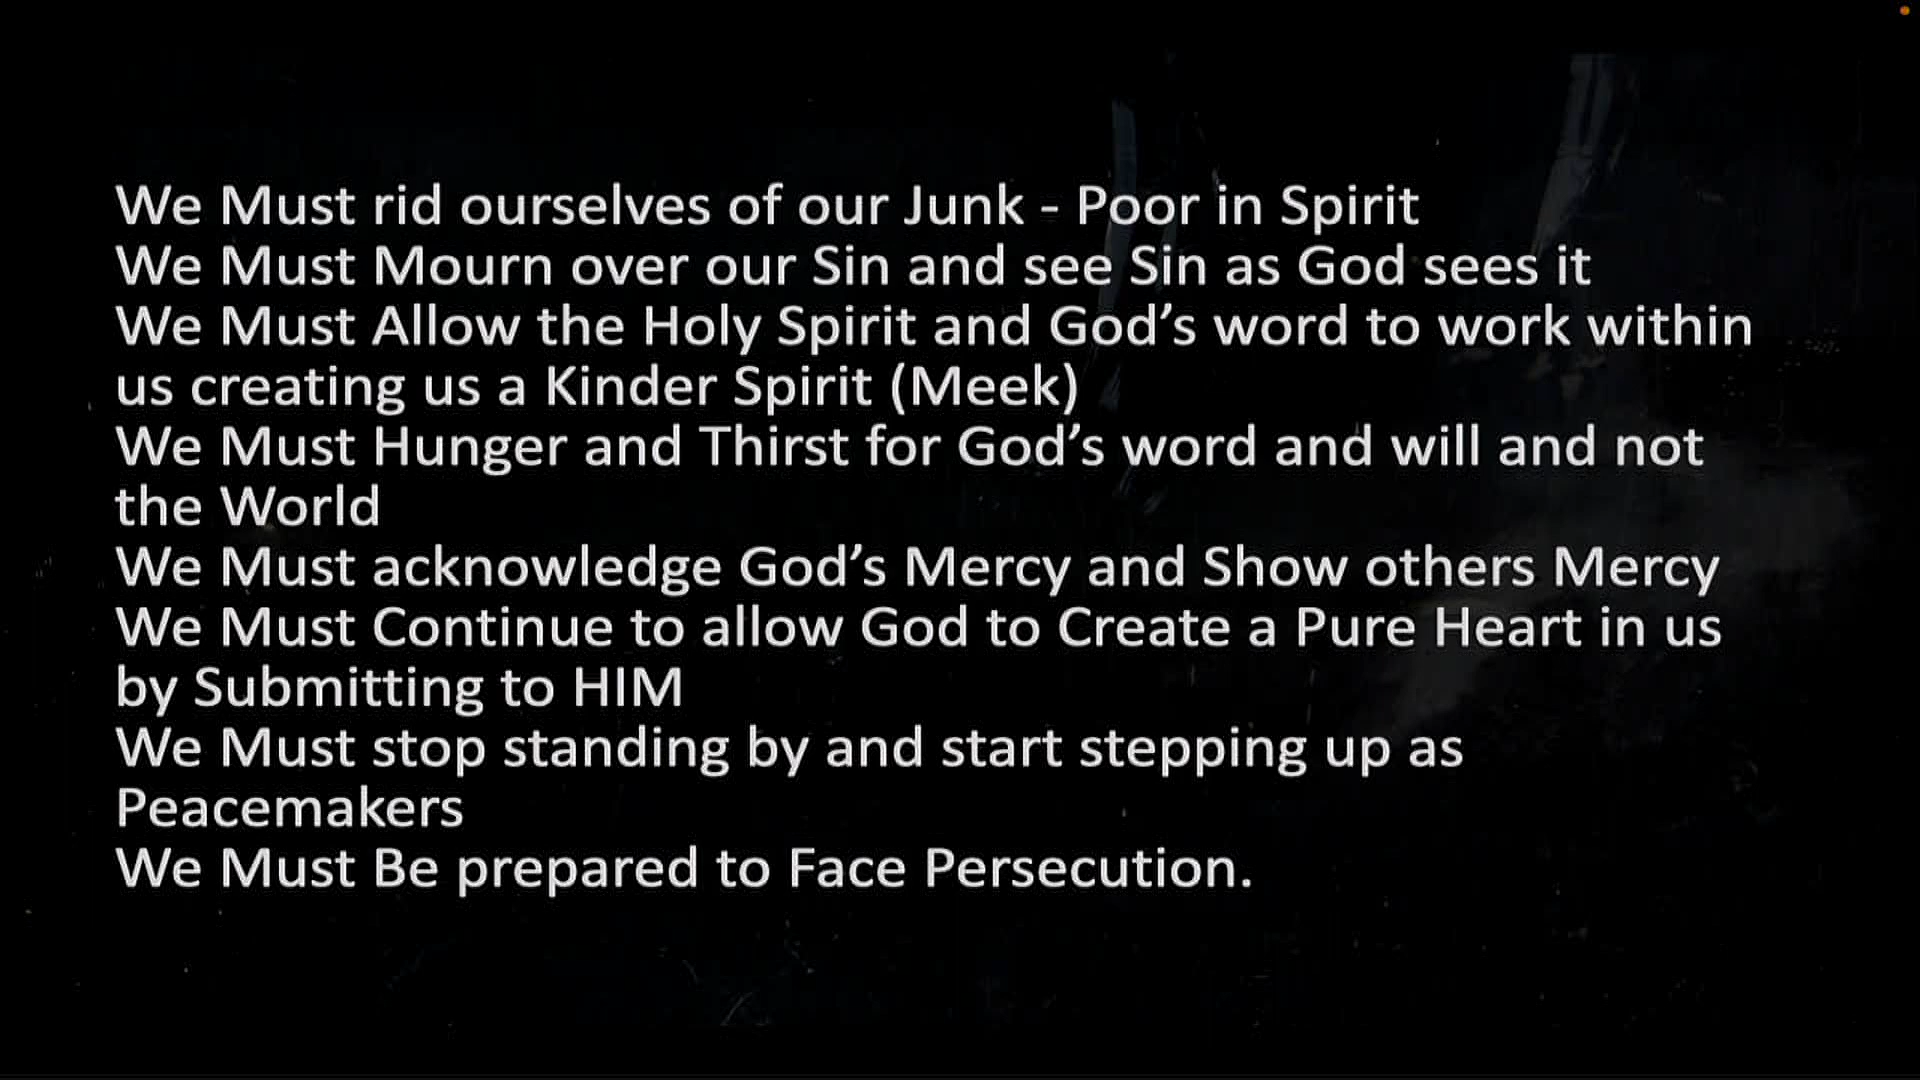 We Must rid ourselves of our Junk - Poor in Spirit
We Must Mourn over our Sin and see Sin as God sees it
We Must Allow the Holy Spirit and God’s word to work within
us creating us a Kinder Spirit (Meek)
We Must Hunger and Thirst for God’s word and will and not
the World
We Must acknowledge God’s Mercy and Show others Mercy
We Must Continue to allow God to Create a Pure Heart in us
by Submitting to HIM
We Must stop standing by and start stepping up as
Peacemakers
We Must Be prepared to Face Persecution.